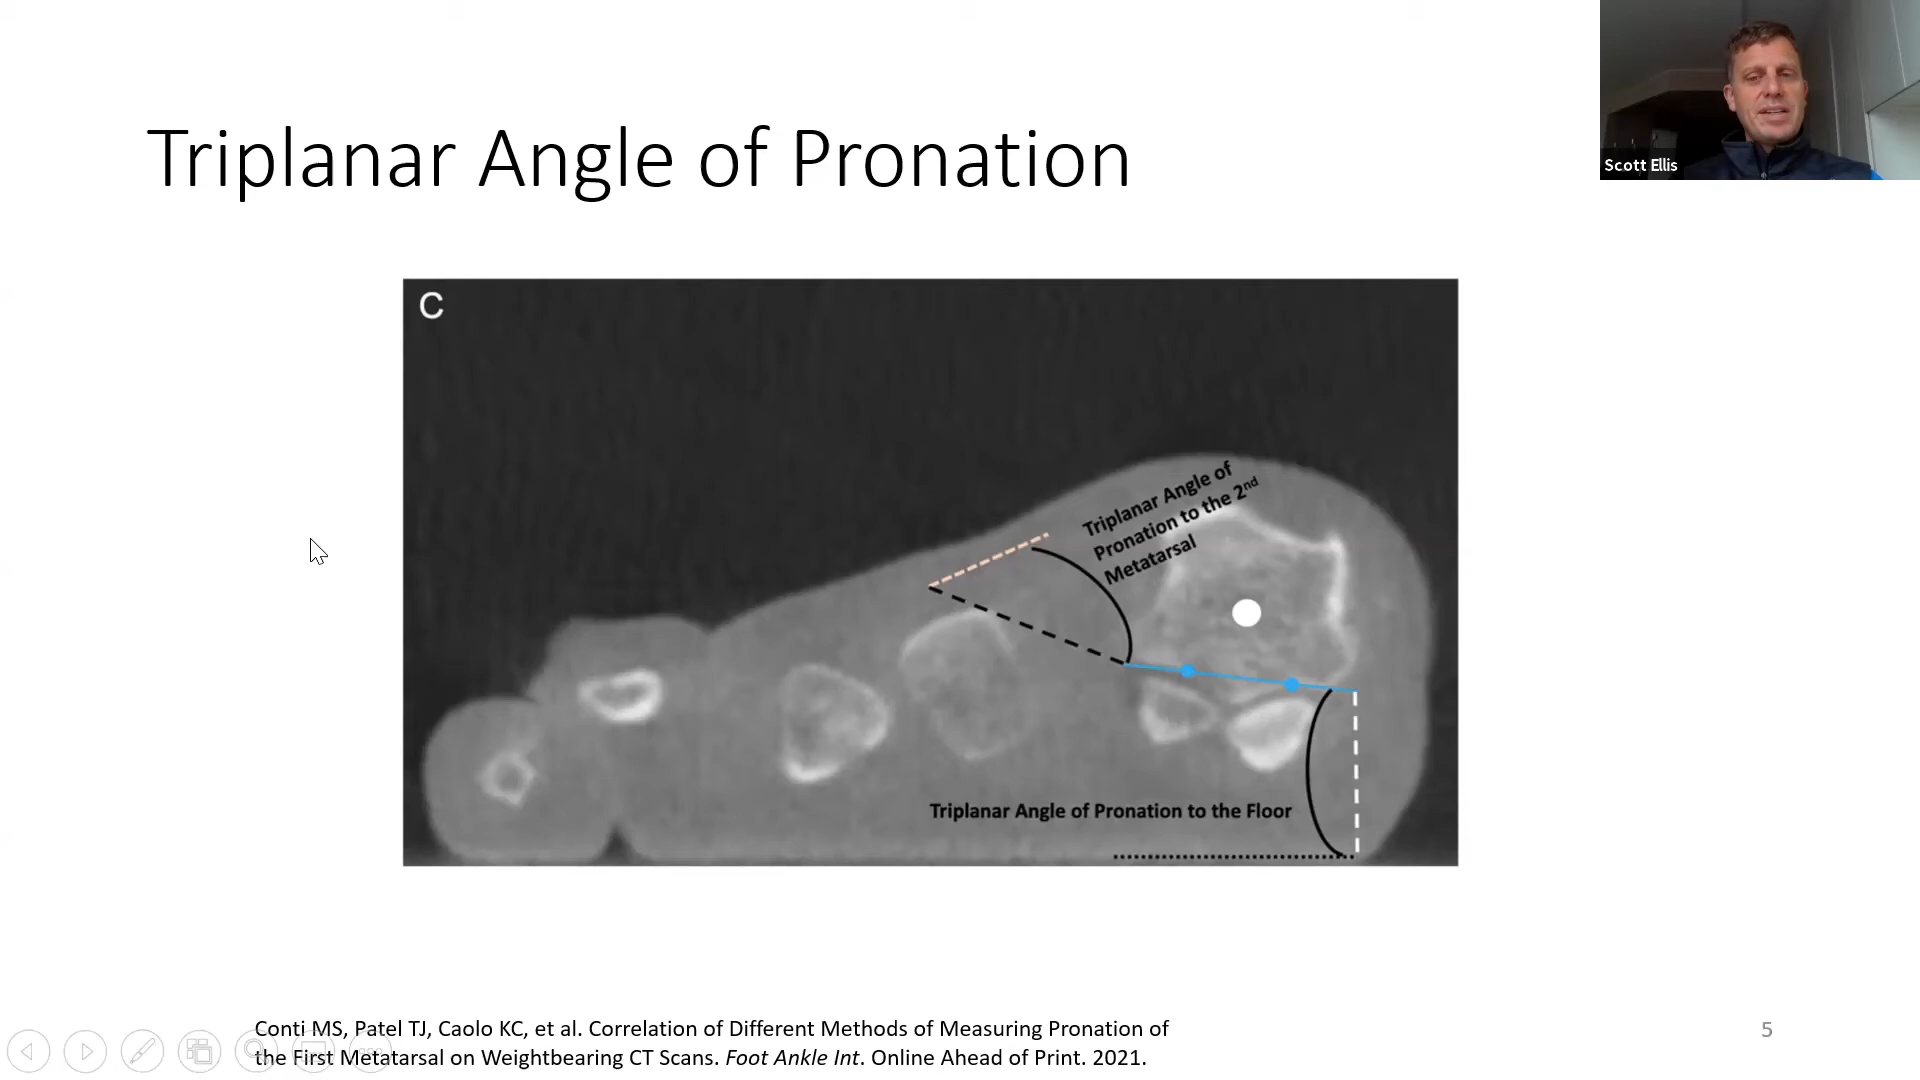 Scott Ellis
Triplanar Angle of Pronation
C
Triplanar Angle of
Pronation to the 2nd
Metatarsal
Triplanar Angle of Pronation to the Floor
Conti MS, Patel TJ, Caolo KC, et al. Correlation of Different Methods of Measuring Pronation of
the First Metatarsal on Weightbearing CT Scans. Foot Ankle Int. Online Ahead of Print. 2021.
5